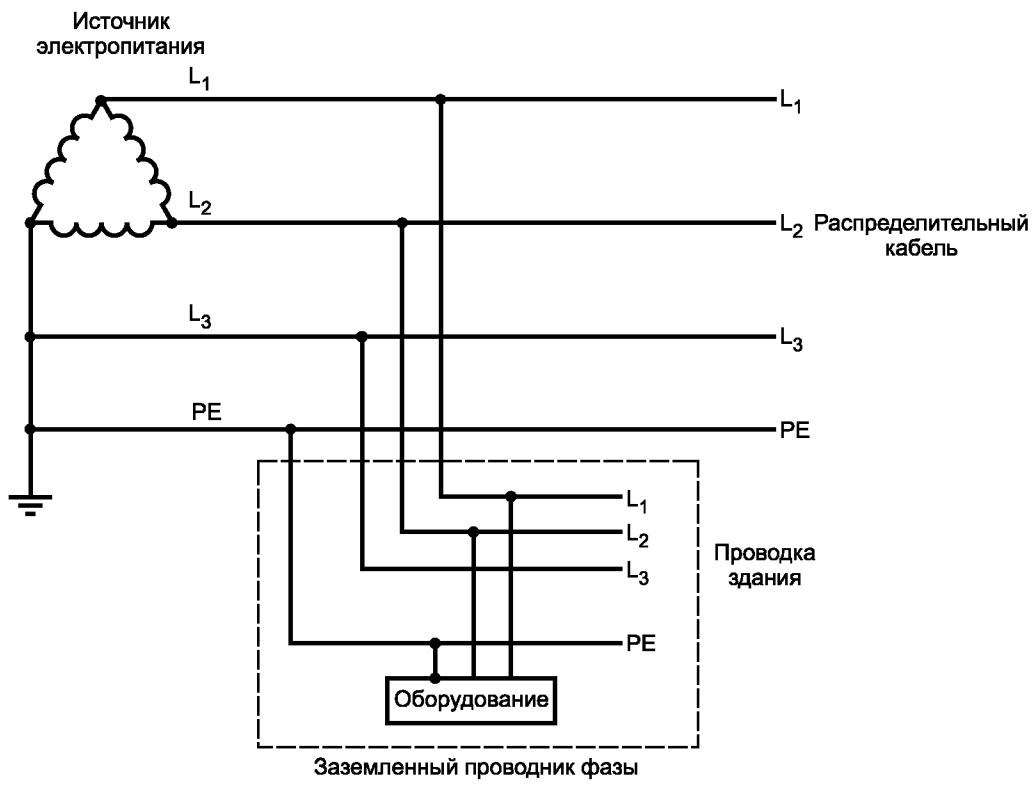 Источник
электропитания
L1
L1
L2
L2
Распределительный
кабель
L3
L3
PE
PE
L1
L2
L3
Проводка
здания
PE
Оборудование
Заземленный проводник фазы